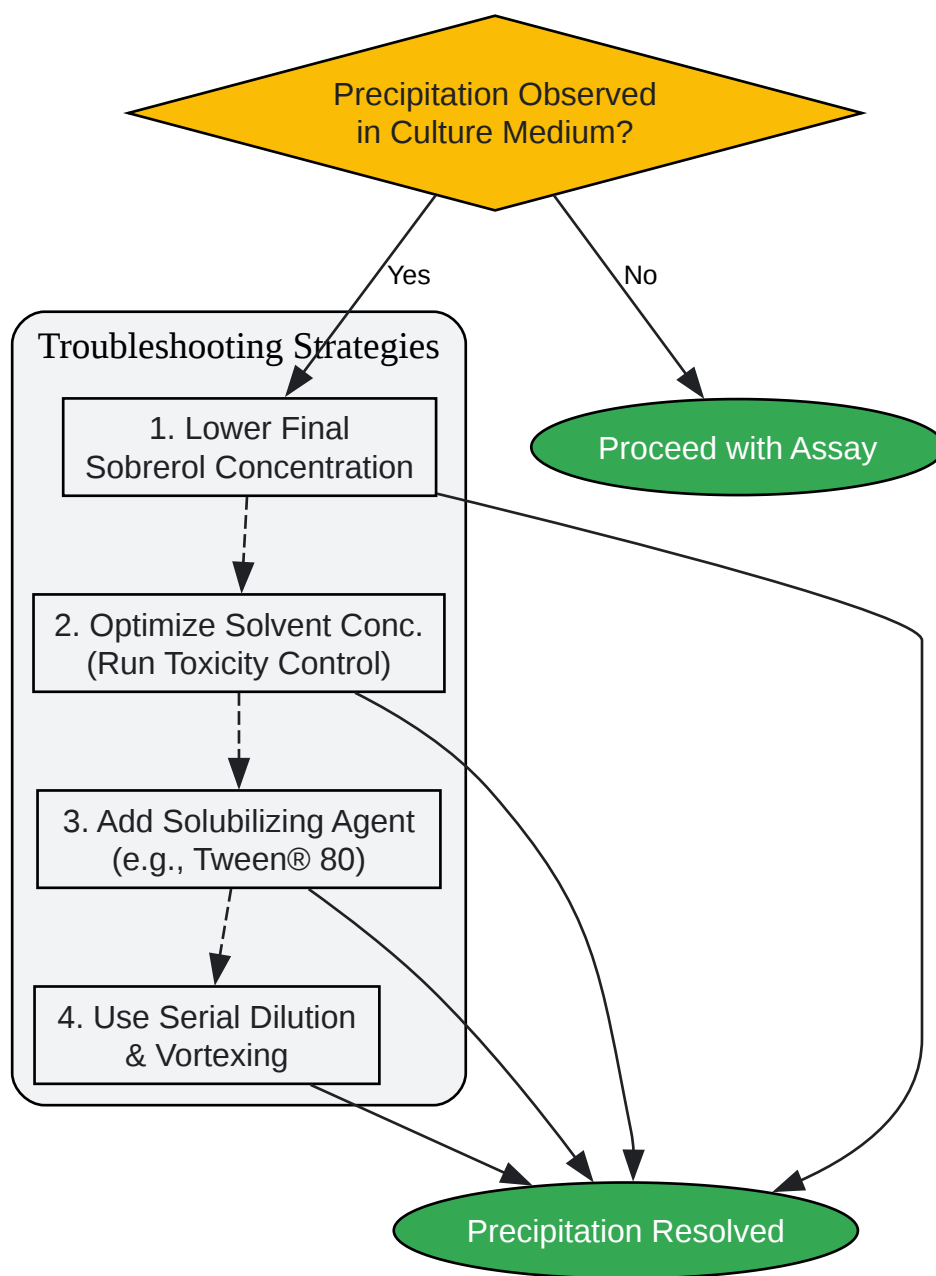 Precipitation Observed
in Culture Medium?
Yes
No
Troubleshooting Strategies
1. Lower Final
Sobrerol Concentration
Proceed with Assay
2. Optimize Solvent Conc.
(Run Toxicity Control)
3. Add Solubilizing Agent
(e.g., Tween® 80)
4. Use Serial Dilution
& Vortexing
Precipitation Resolved